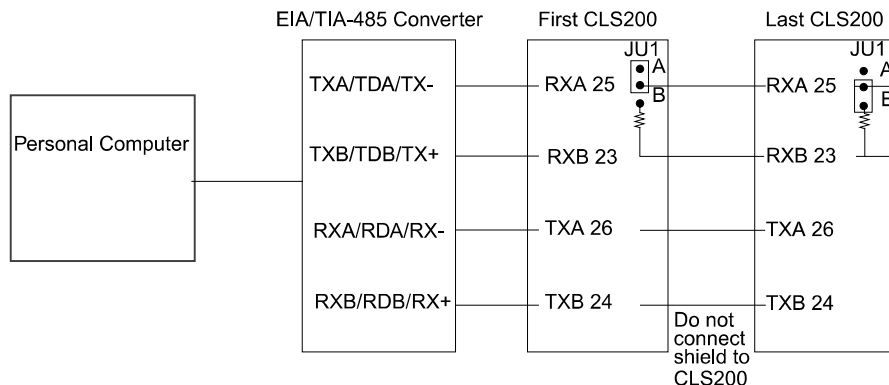 EIA/TIA-485 Converter
First CLS200
Last CLS200
JU1
A
B
JU1
A
B
Personal Computer
TXA/TDA/TX-
RXA 25
RXA 25
TXB/TDB/TX+
RXB 23
RXB 23
RXA/RDA/RX-
TXA 26
TXA 26
RXB/RDB/RX+
TXB 24
TXB 24
Do not
connect
shield to
CLS200